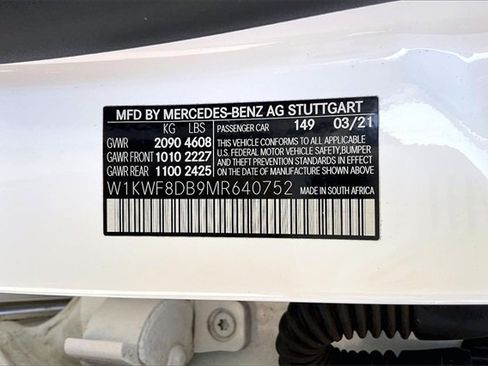 MFD BY MERCEDES-BENZ AG STUTTGART
KG LBS PASSENGER CAR 149 03/21
GVWR 2090 4608
GAWR FRONT 1010 2227
GAWR REAR 1100 2425
THIS VEHICLE CONFORMS TO ALL APPLICABLE
U.S. FEDERAL MOTOR VEHICLE SAFETY, BUMPER
AND THEFT PREVENTION STANDARDS IN EFFECT
ON THE DATE OF MANUFACTURE SHOWN ABOVE.
W1KWF8DB9MR640752 MADE IN SOUTH AFRICA